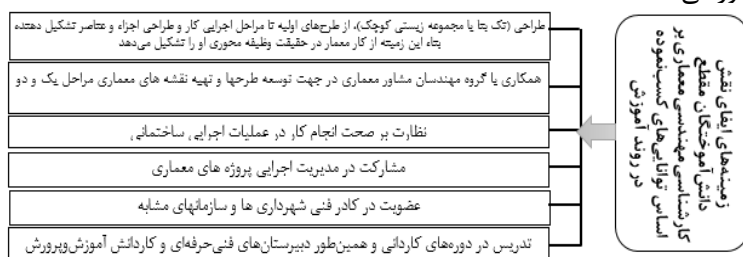 زمینه‌های ایفای نقش
دانش‌آموختگان مقطع
کارشناسی مهندسی معماری بر
اساس توانایی‌های کسب‌نموده
در روند آموزش
طراحی (تک بنا یا مجموعه زیستی کوچک)، از طرح‌های اولیه تا مراحل اجرایی کار و طراحی اجزاء و عناصر تشکیل دهنده
بناء این زمینه از کار معمار در حقیقت وظیفه محوری او را تشکیل می‌دهد
همکاری با گروه مهندسان مشاور معماری در جهت توسعه طرحها و تهیه نقشه های معماری مراحل یک و دو
نظارت بر صحت انجام کار در عملیات اجرایی ساختمانی
مشارکت در مدیریت اجرایی پروژه های معماری
عضویت در کادر فنی شهرداری ها و سازمانهای مشابه
تدریس در دوره‌های کاردانی و همین‌طور دبیرستان‌های فنی‌حرفه‌ای و کاردانش آموزش‌وپرورش